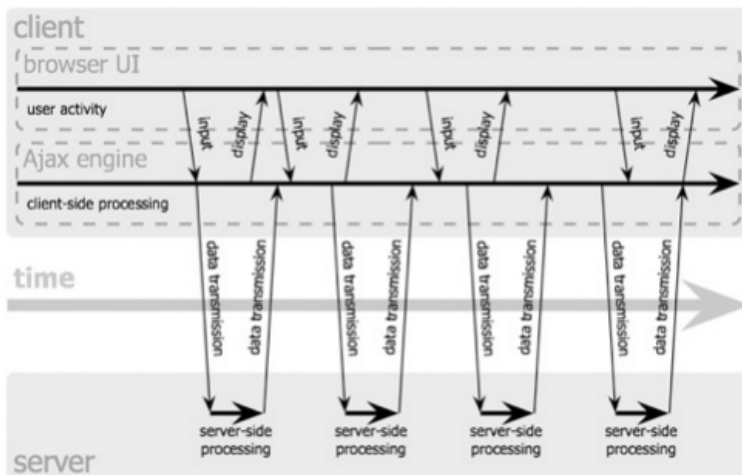 client
browser UI
user activity
input
display
input
display
input
display
input
display
Ajax engine
client-side processing
data transmission
data transmission
data transmission
data transmission
data transmission
data transmission
data transmission
data transmission
time
server-side
processing
server-side
processing
server-side
processing
server-side
processing
server